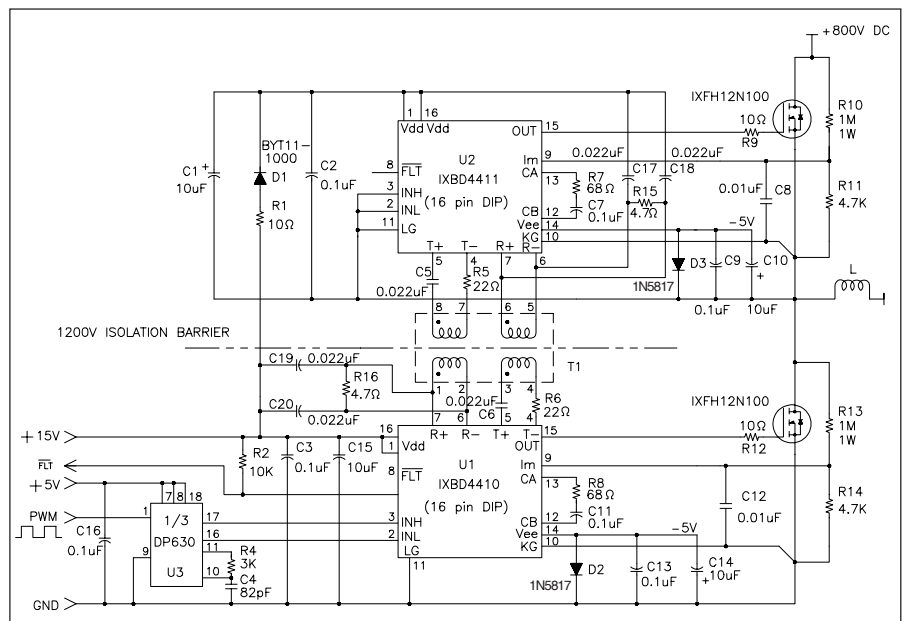 +800V DC
IXFH12N100
10Ω
R9
R10
1M
1W
1 16
Vdd Vdd
OUT 15
U2
IXBD4411
(16 pin DIP)
8 FLT
3 INH
2 INL
11 LG
Im 9
CA 13
CB 12
Vee 14
KG 10
T+ T- R+ R-
5 4 7 6
BYT11-
1000
D1
R1
10Ω
C1 +
10uF
C2
0.1uF
0.022uF 0.022uF
C17 C18
R7
68Ω
C7
0.1uF
R15
4.7Ω
0.01uF
C8
R11
4.7K
-5V
D3
1N5817
C9
0.1uF
C10
+
10uF
L
C5
0.022uF
R5
22Ω
8 7 6 5
1200V ISOLATION BARRIER
T1
C19 0.022uF
R16
4.7Ω
C20
0.022uF
1 2 3 4
0.022uF
C6
R6
22Ω
7 6 5 4
IXFH12N100
10Ω
R12
R13
1M
1W
+15V
16
1
R+ R- T+ T-
Vdd
OUT 15
U1
IXBD4410
(16 pin DIP)
8
FLT
3 INH
2 INL
LG
11
Im 9
CA 13
CB 12
Vee 14
KG 10
R2
10K
C3
0.1uF
C15
10uF
R8
68Ω
C11
0.1uF
C12
0.01uF
R14
4.7K
FLT
+5V
PWM
C16
0.1uF
7 8 18
1
1/3
DP630
U3
17
16
11
10
9
R4
3K
C4
82pF
-5V
D2
1N5817
C13
0.1uF
C14
+
10uF
GND